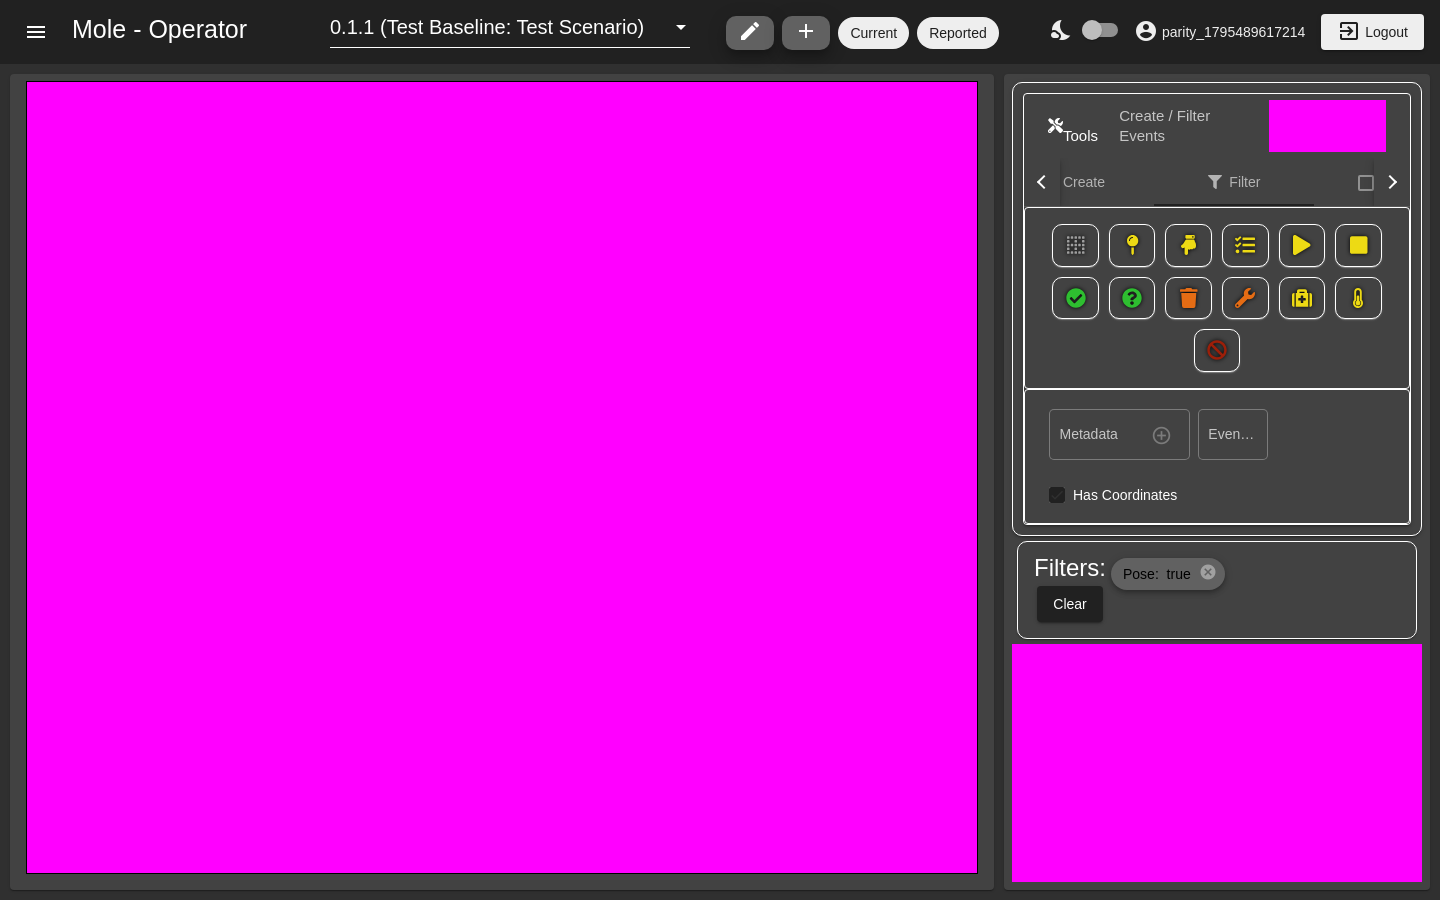 Mole - Operator
0.1.1 (Test Baseline: Test Scenario)
Current
Reported
parity_1795489617214
Logout
Tools
Create / Filter
Events
Create
Filter
Metadata
Even…
Has Coordinates
Filters:
Pose: true
Clear